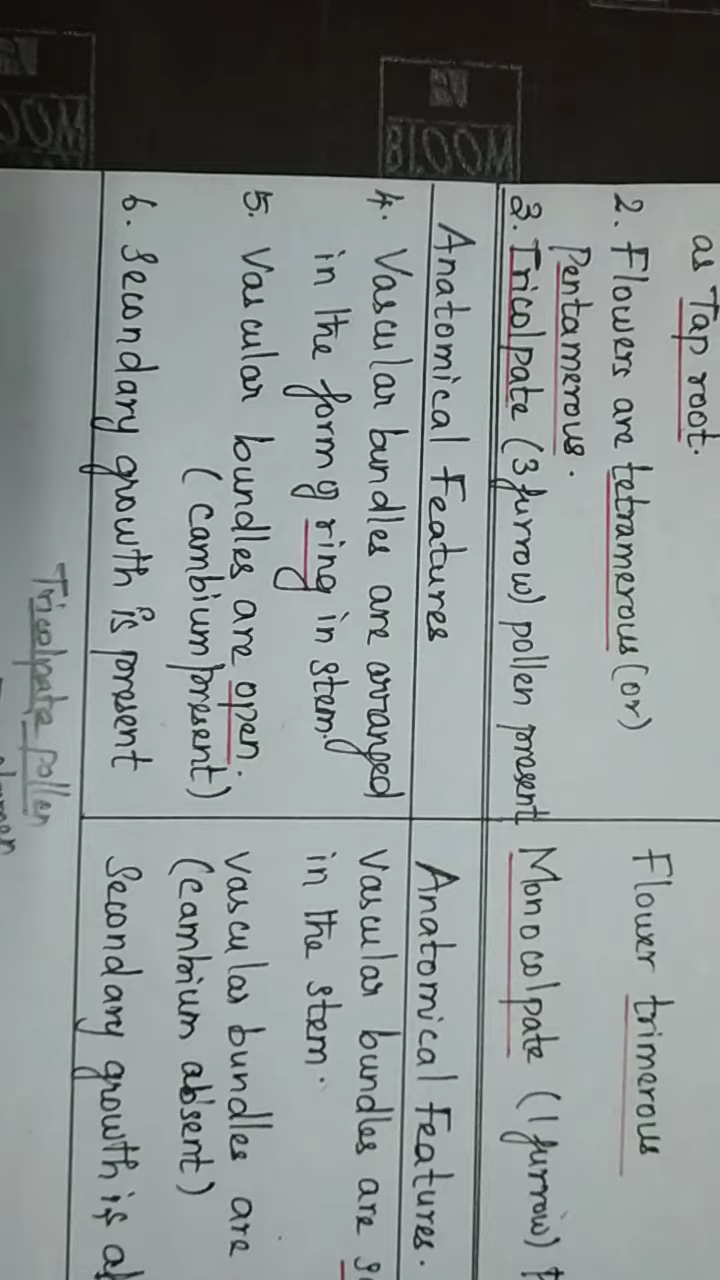 as Tap root.
2. Flowers are tetramerous (or)
Pentamerous.
3. Tricolpate (3 furrow) pollen present
Anatomical Features
4. Vascular bundles are arranged
in the form of ring in stem.
5. Vascular bundles are open.
(cambium present)
6. Secondary growth is present
Flower trimerous
Monocolpate (1 furrow)
Anatomical Features.
Vascular bundles are
in the stem.
vascular bundles are
(cambium absent)
Secondary growth is
Tricolpate pollen